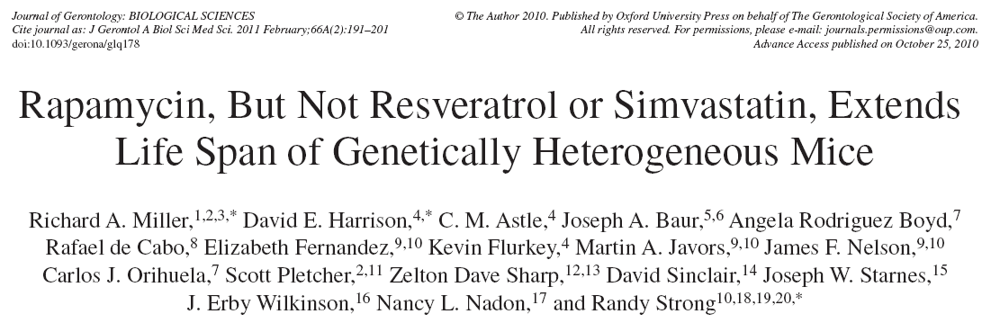 Journal of Gerontology: BIOLOGICAL SCIENCES
Cite journal as: J Gerontol A Biol Sci Med Sci. 2011 February;66A(2):191–201
doi:10.1093/gerona/glq178
© The Author 2010. Published by Oxford University Press on behalf of The Gerontological Society of America.
All rights reserved. For permissions, please e-mail: journals.permissions@oup.com.
Advance Access published on October 25, 2010
Rapamycin, But Not Resveratrol or Simvastatin, Extends
Life Span of Genetically Heterogeneous Mice
Richard A. Miller,1,2,3,* David E. Harrison,4,* C. M. Astle,4 Joseph A. Baur,5,6 Angela Rodriguez Boyd,7
Rafael de Cabo,8 Elizabeth Fernandez,9,10 Kevin Flurkey,4 Martin A. Javors,9,10 James F. Nelson,9,10
Carlos J. Orihuela,7 Scott Pletcher,2,11 Zelton Dave Sharp,12,13 David Sinclair,14 Joseph W. Starnes,15
J. Erby Wilkinson,16 Nancy L. Nadon,17 and Randy Strong10,18,19,20,*